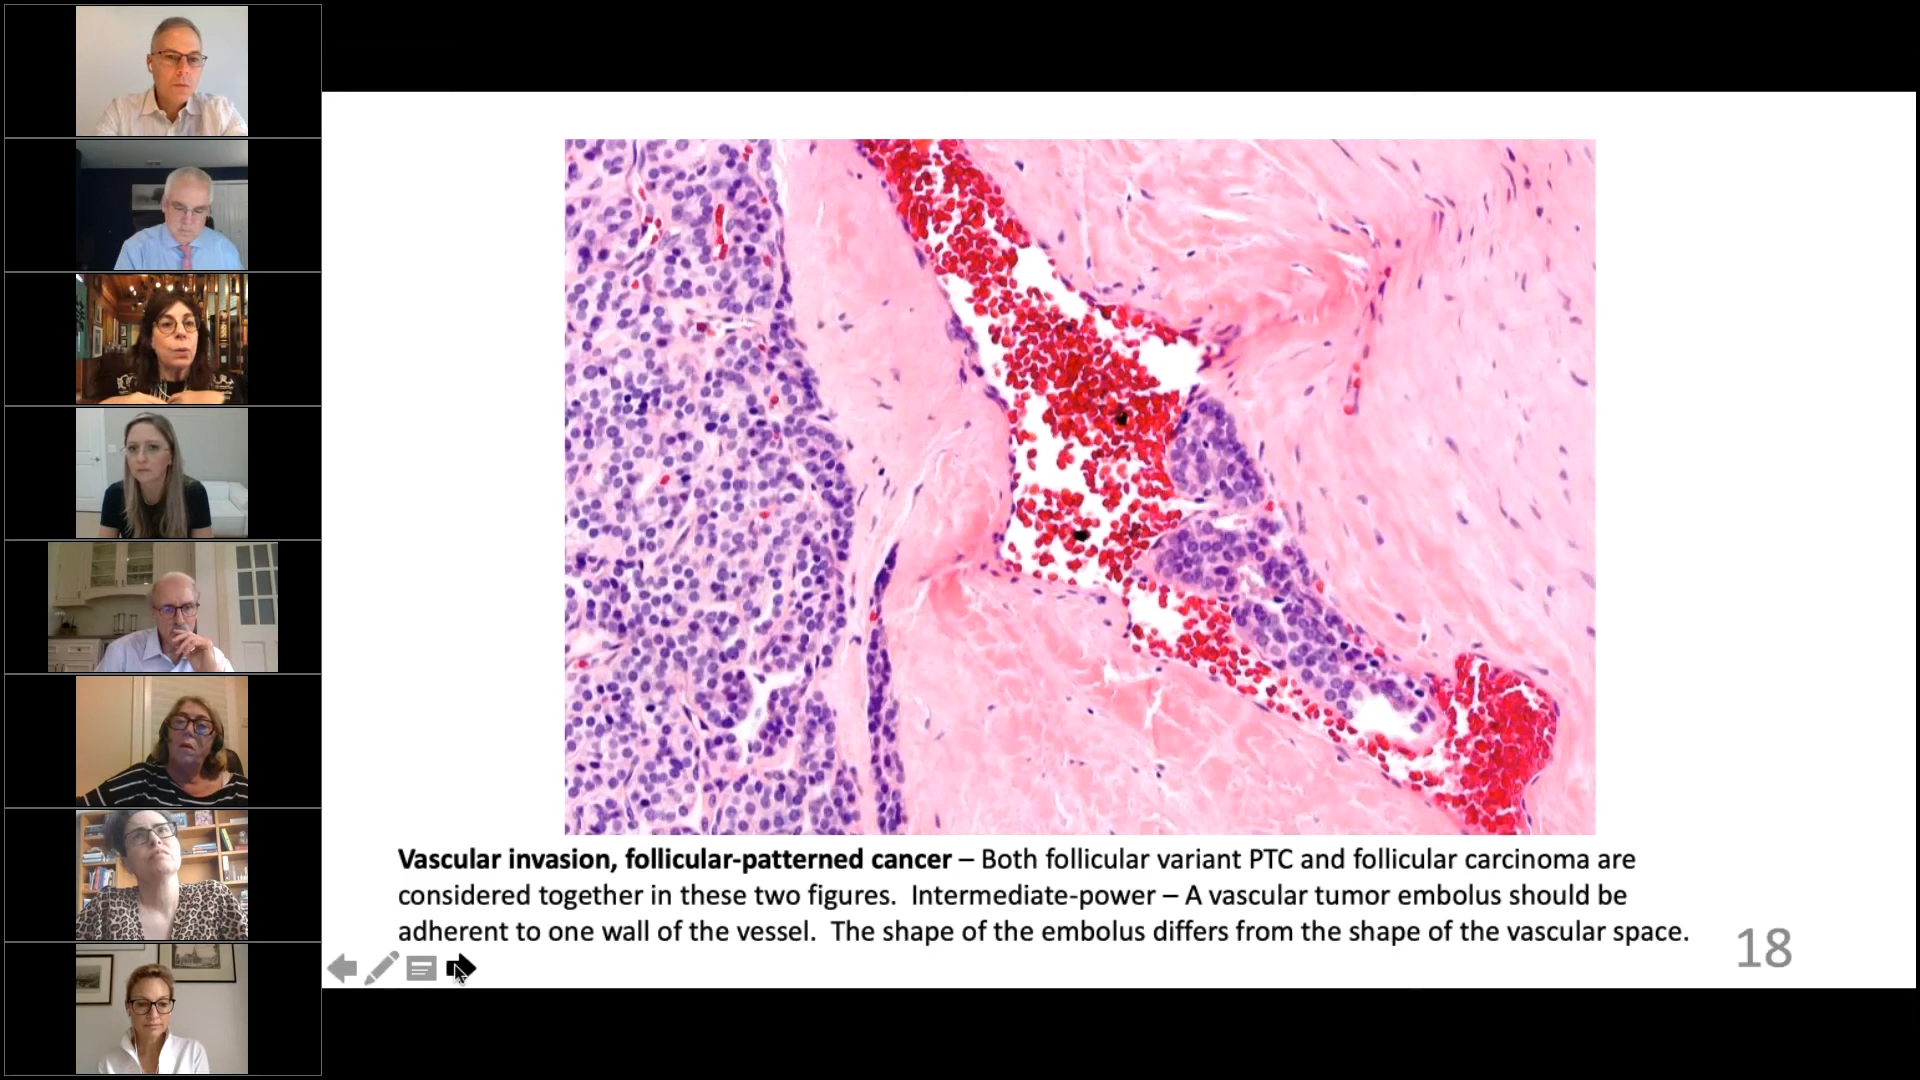 Vascular invasion, follicular-patterned cancer – Both follicular variant PTC and follicular carcinoma are
considered together in these two figures.  Intermediate-power – A vascular tumor embolus should be
adherent to one wall of the vessel.  The shape of the embolus differs from the shape of the vascular space.
18